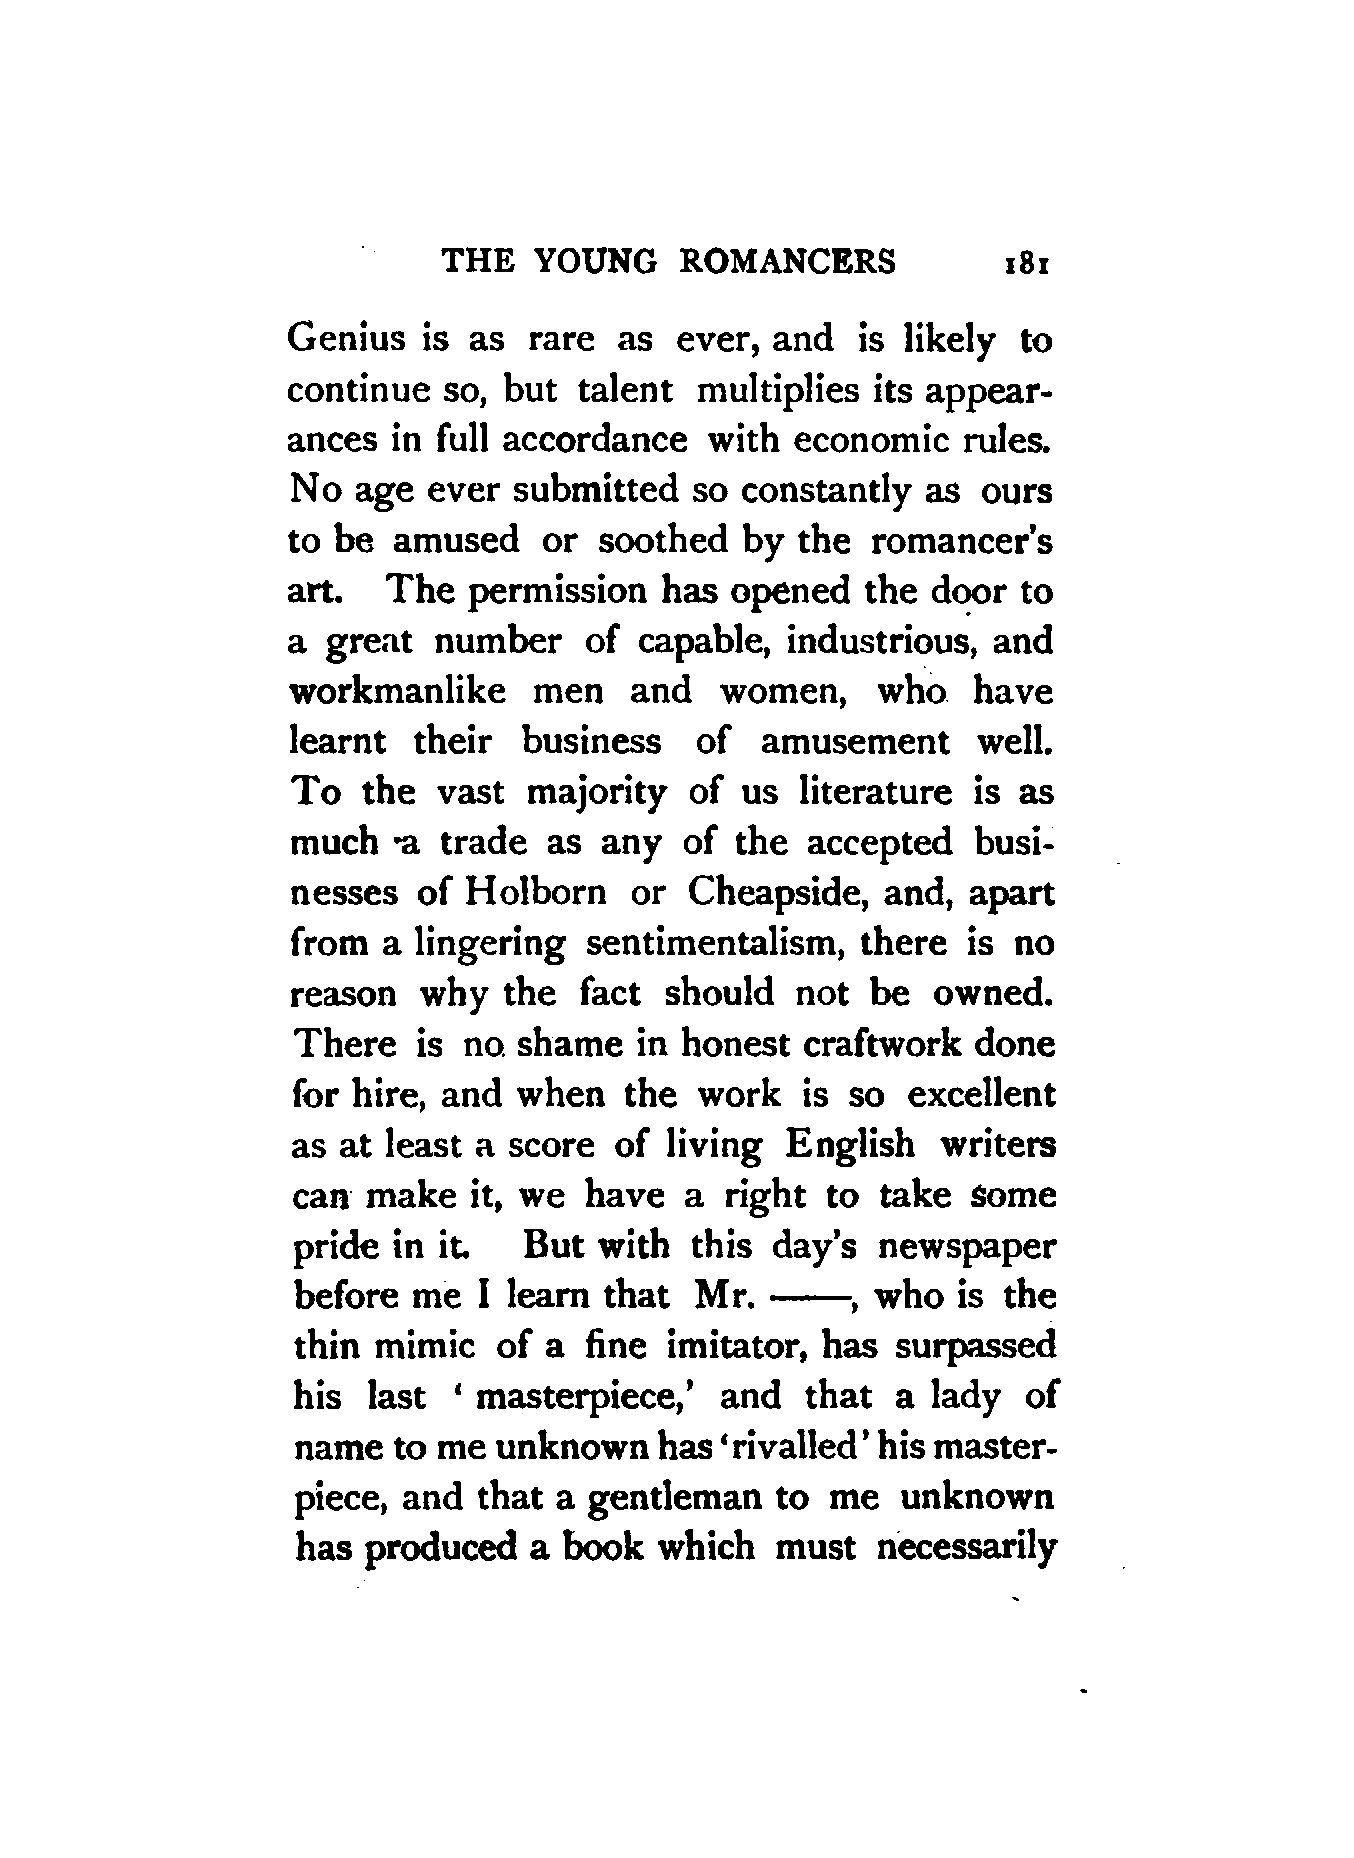 THE YOUNG ROMANCERS 181
Genius is as rare as ever, and is likely to
continue so, but talent multiplies its appear-
ances in full accordance with economic rules.
No age ever submitted so constantly as ours
to be amused or soothed by the romancer's
art. The permission has opened the door to
a great number of capable, industrious, and
workmanlike men and women, who have
learnt their business of amusement well.
To the vast majority of us literature is as
much a trade as any of the accepted busi-
nesses of Holborn or Cheapside, and, apart
from a lingering sentimentalism, there is no
reason why the fact should not be owned.
There is no shame in honest craftwork done
for hire, and when the work is so excellent
as at least a score of living English writers
can make it, we have a right to take some
pride in it. But with this day's newspaper
before me I learn that Mr. ——, who is the
thin mimic of a fine imitator, has surpassed
his last ‘ masterpiece,’ and that a lady of
name to me unknown has ‘rivalled’ his master-
piece, and that a gentleman to me unknown
has produced a book which must necessarily